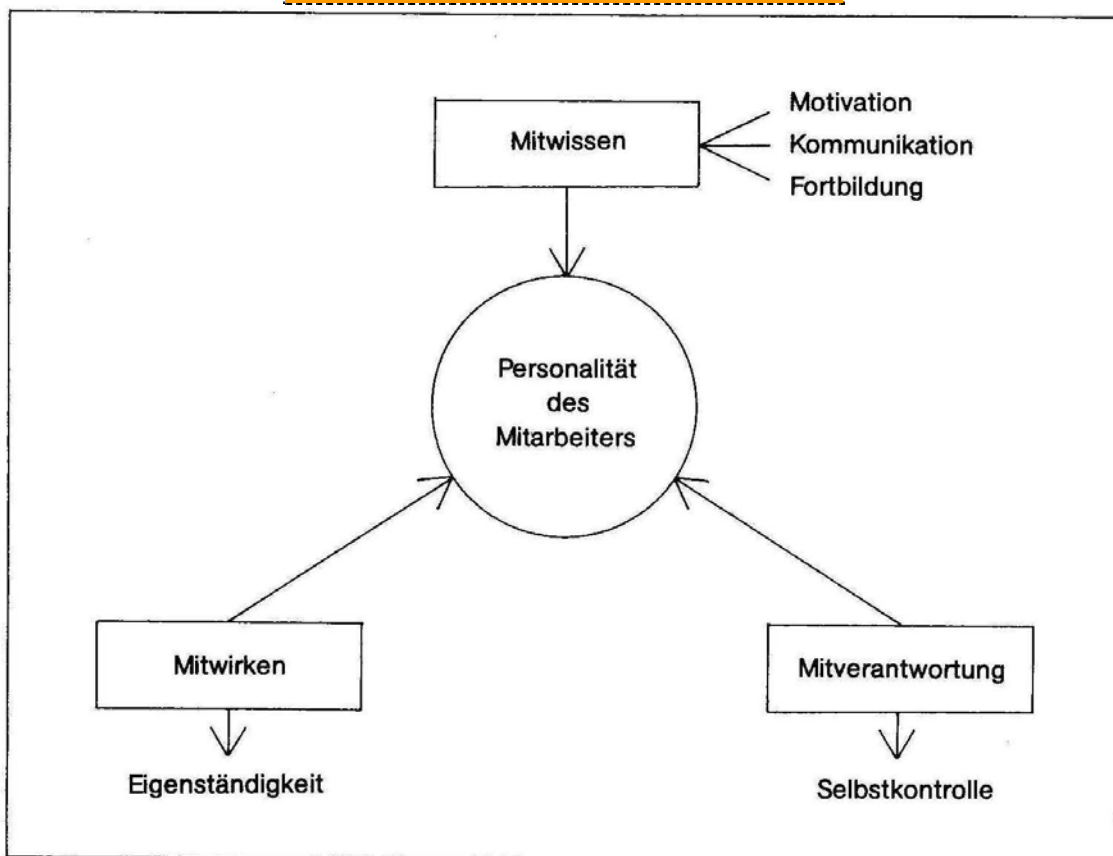 Motivation
Mitwissen
Kommunikation
Fortbildung
Personalität
des
Mitarbeiters
Mitwirken
Mitverantwortung
Eigenständigkeit
Selbstkontrolle